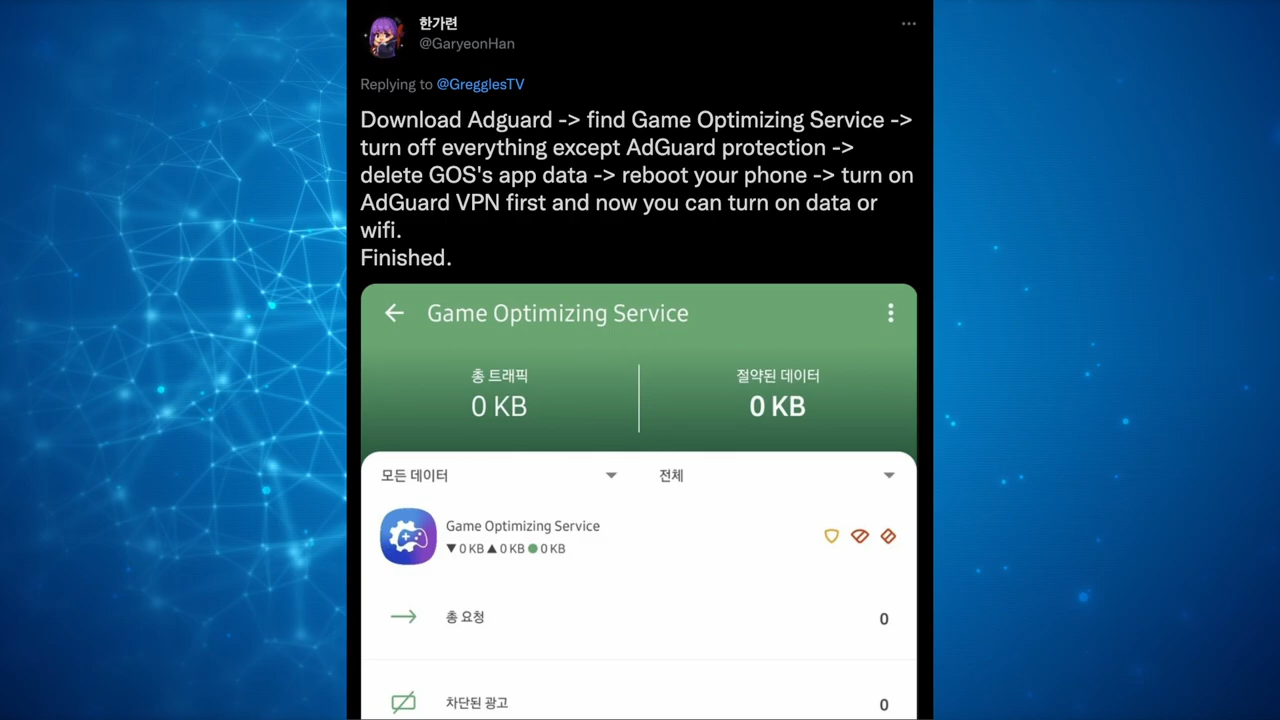 한가련
@GaryeonHan
Replying to @GregglesTV
Download Adguard -> find Game Optimizing Service ->
turn off everything except AdGuard protection ->
delete GOS's app data -> reboot your phone -> turn on
AdGuard VPN first and now you can turn on data or
wifi.
Finished.
Game Optimizing Service
총 트래픽 절약된 데이터
0 KB 0 KB
모든 데이터 전체
Game Optimizing Service
▼ 0 KB ▲ 0 KB ● 0 KB
총 요청 0
차단된 광고 0